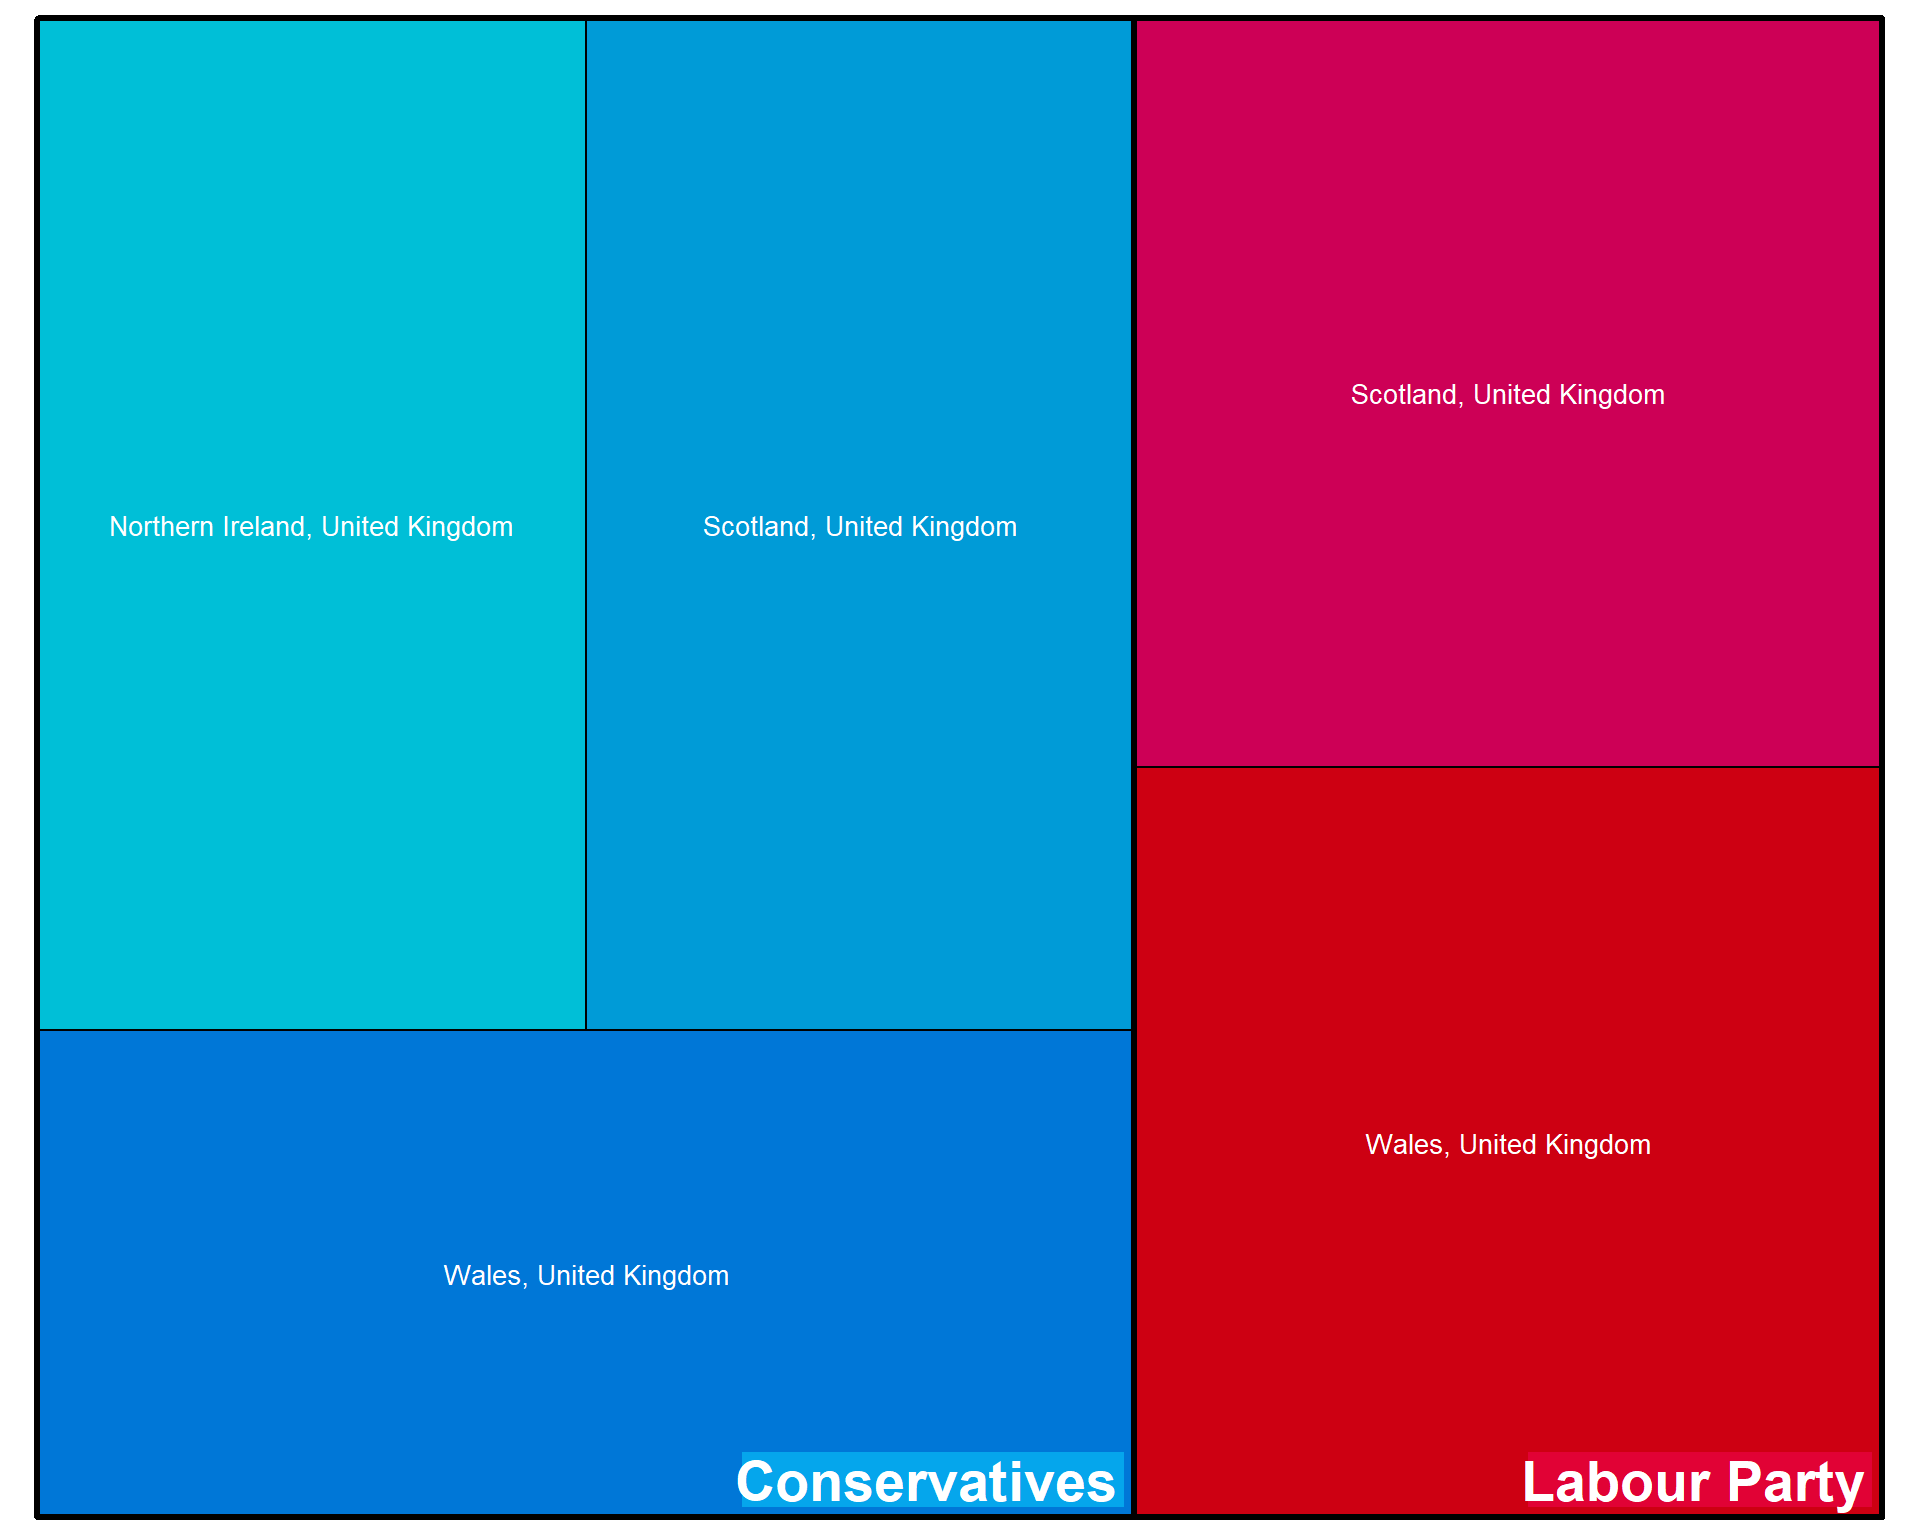 Northern Ireland, United Kingdom
Scotland, United Kingdom
Wales, United Kingdom
Conservatives
Scotland, United Kingdom
Wales, United Kingdom
Labour Party